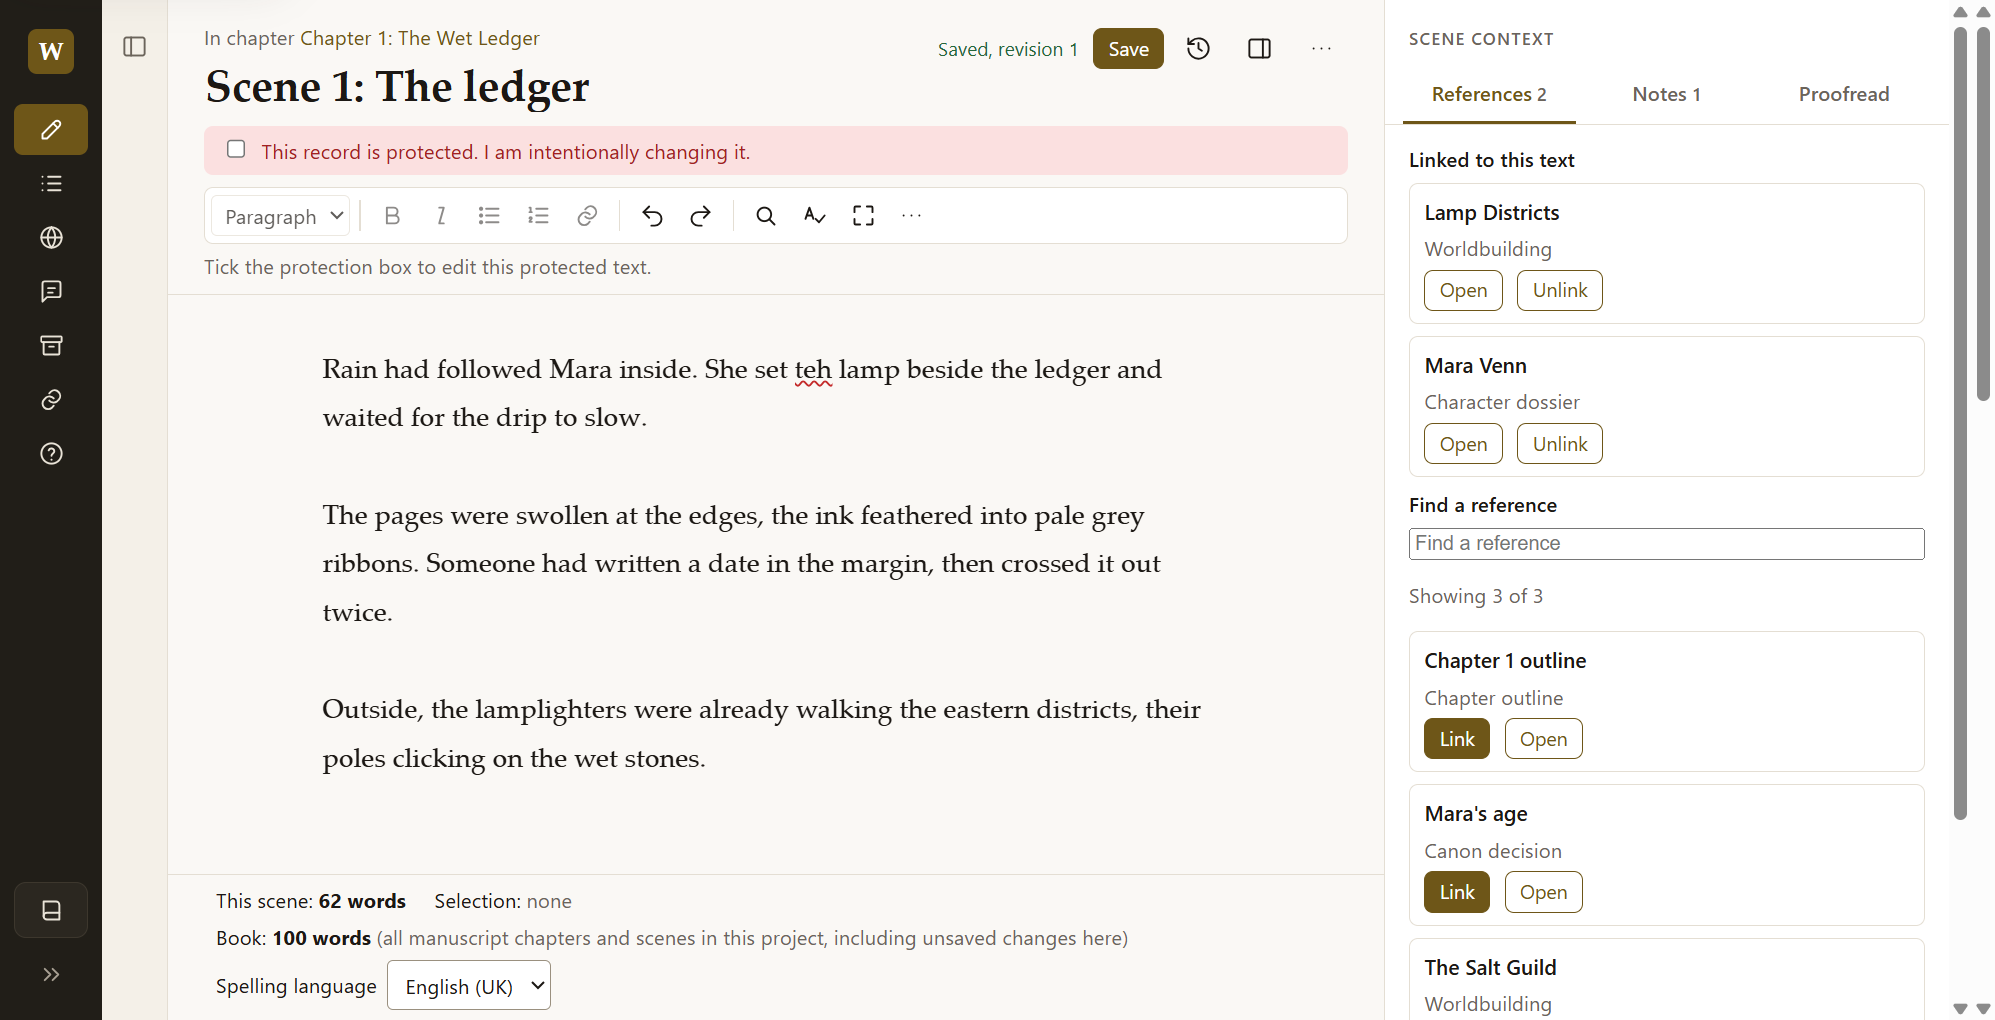 W
In chapter Chapter 1: The Wet Ledger
Scene 1: The ledger
Saved, revision 1
Save
This record is protected. I am intentionally changing it.
Paragraph
Tick the protection box to edit this protected text.
Rain had followed Mara inside. She set teh lamp beside the ledger and
waited for the drip to slow.
The pages were swollen at the edges, the ink feathered into pale grey
ribbons. Someone had written a date in the margin, then crossed it out
twice.
Outside, the lamplighters were already walking the eastern districts, their
poles clicking on the wet stones.
This scene: 62 words Selection: none
Book: 100 words (all manuscript chapters and scenes in this project, including unsaved changes here)
Spelling language English (UK)
SCENE CONTEXT
References 2 Notes 1 Proofread
Linked to this text
Lamp Districts
Worldbuilding
Open Unlink
Mara Venn
Character dossier
Open Unlink
Find a reference
Find a reference
Showing 3 of 3
Chapter 1 outline
Chapter outline
Link Open
Mara's age
Canon decision
Link Open
The Salt Guild
Worldbuilding